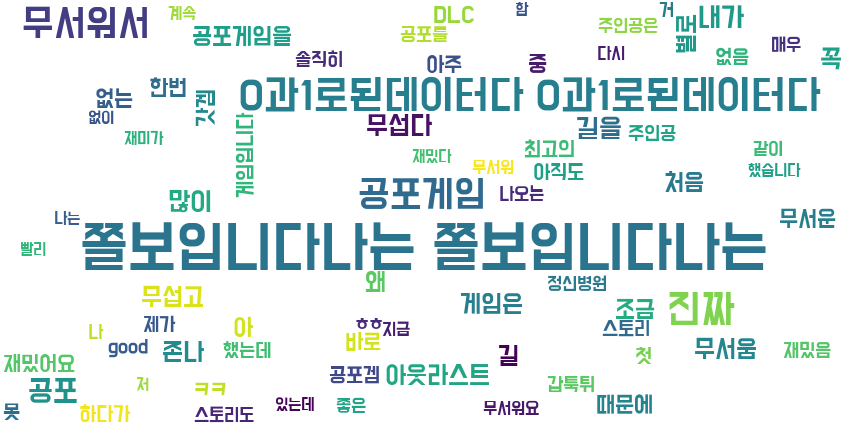 계속 함 거
무서워서 DLC 내가
공포게임을 공포를 주인공은 별로
솔직히 아주 중 다시 없음 매우 꼭
없는 한번 갓겜 0과1로된데이터다 0과1로된데이터다
없이 무섭다 길을 주인공
재미가 게임입니다 재밌다 최고의 같이
무서워 아직도 했습니다
많이 공포게임 나오는 처음
나는 무서운
빨리 쫄보입니다나는 쫄보입니다나는
왜 정신병원
무섭고 게임은 조금 진짜
나 제가 아 ㅎㅎ 지금 스토리
good 존나 했는데 바로 길 첫 무서움 재밌음
재밌어요 공포겜 아웃라스트 갑툭튀
공포 저 ㅋㅋ
못 하다가 스토리도 있는데 좋은 무서워요 때문에